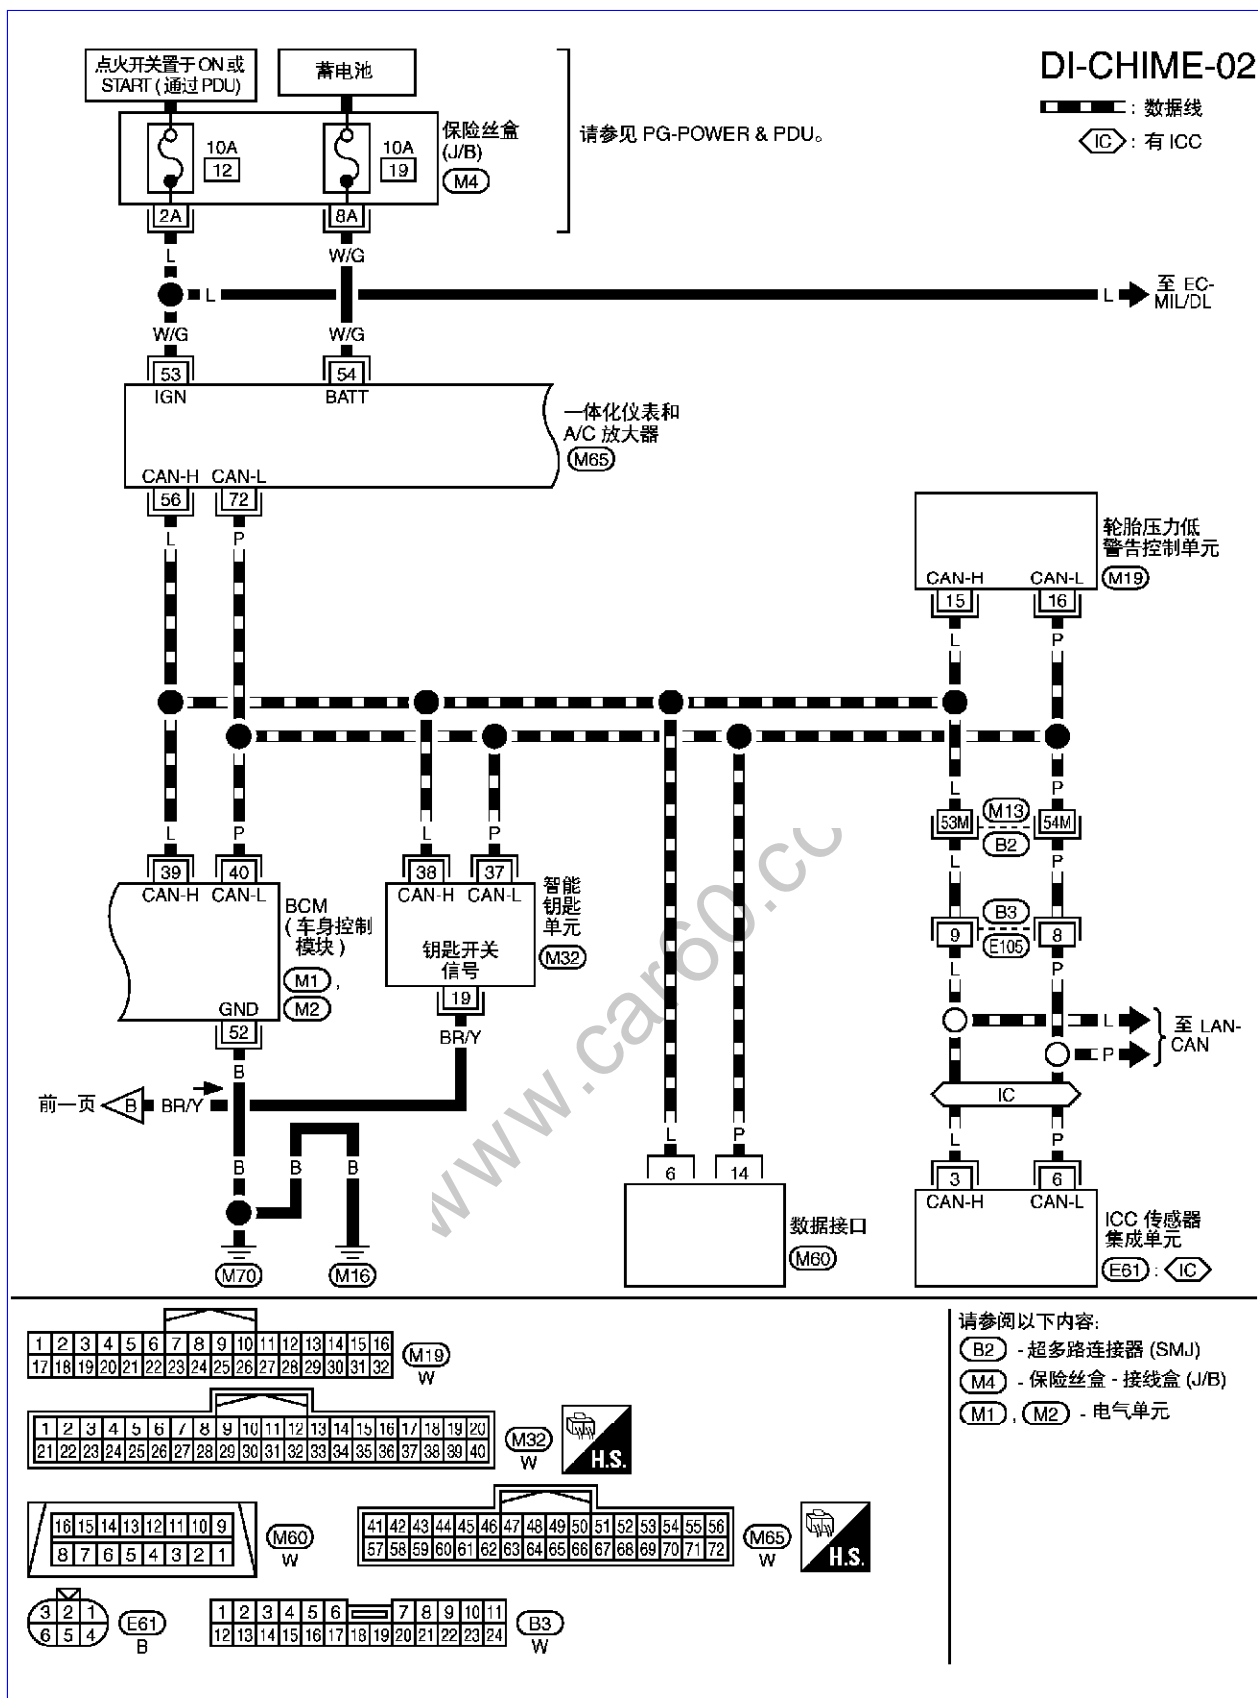 DI-CHIME-02
: 数据线
IC : 有 ICC
点火开关置于 ON 或
START ( 通过 PDU)
蓄电池
10A
12
10A
19
保险丝盒
(J/B)
M4
请参见 PG-POWER & PDU。
2A
8A
L
W/G
L
L
至 EC-
MIL/DL
W/G
W/G
53
54
IGN
BATT
一体化仪表和
A/C 放大器
M65
CAN-H
CAN-L
56
72
L
P
轮胎压力低
警告控制单元
M19
CAN-H
CAN-L
15
16
L
P
L
P
L
P
L
P
53M
M13
54M
B2
L
P
39
40
38
37
CAN-H
CAN-L
CAN-H
CAN-L
BCM
( 车身控制
模块 )
M1 ,
M2
智能
钥匙
单元
M32
钥匙开关
信号
B3
9
E105
8
L
P
GND
52
19
BR/Y
B
L
至 LAN-
CAN
P
前一页
B
BR/Y
IC
B
B
B
L
P
L
P
6
14
3
6
CAN-H
CAN-L
数据接口
M60
ICC 传感器
集成单元
E61 : IC
M70
M16
1 2 3 4 5 6 7 8 9 10 11 12 13 14 15 16
17 18 19 20 21 22 23 24 25 26 27 28 29 30 31 32
M19
W
1 2 3 4 5 6 7 8 9 10 11 12 13 14 15 16 17 18 19 20
21 22 23 24 25 26 27 28 29 30 31 32 33 34 35 36 37 38 39 40
M32
W
H.S.
16 15 14 13 12 11 10 9
8 7 6 5 4 3 2 1
M60
W
41 42 43 44 45 46 47 48 49 50 51 52 53 54 55 56
57 58 59 60 61 62 63 64 65 66 67 68 69 70 71 72
M65
W
H.S.
3 2 1
6 5 4
E61
B
1 2 3 4 5 6 7 8 9 10 11
12 13 14 15 16 17 18 19 20 21 22 23 24
B3
W
请参阅以下内容:
B2 - 超多路连接器 (SMJ)
M4 - 保险丝盒 - 接线盒 (J/B)
M1 , M2 - 电气单元